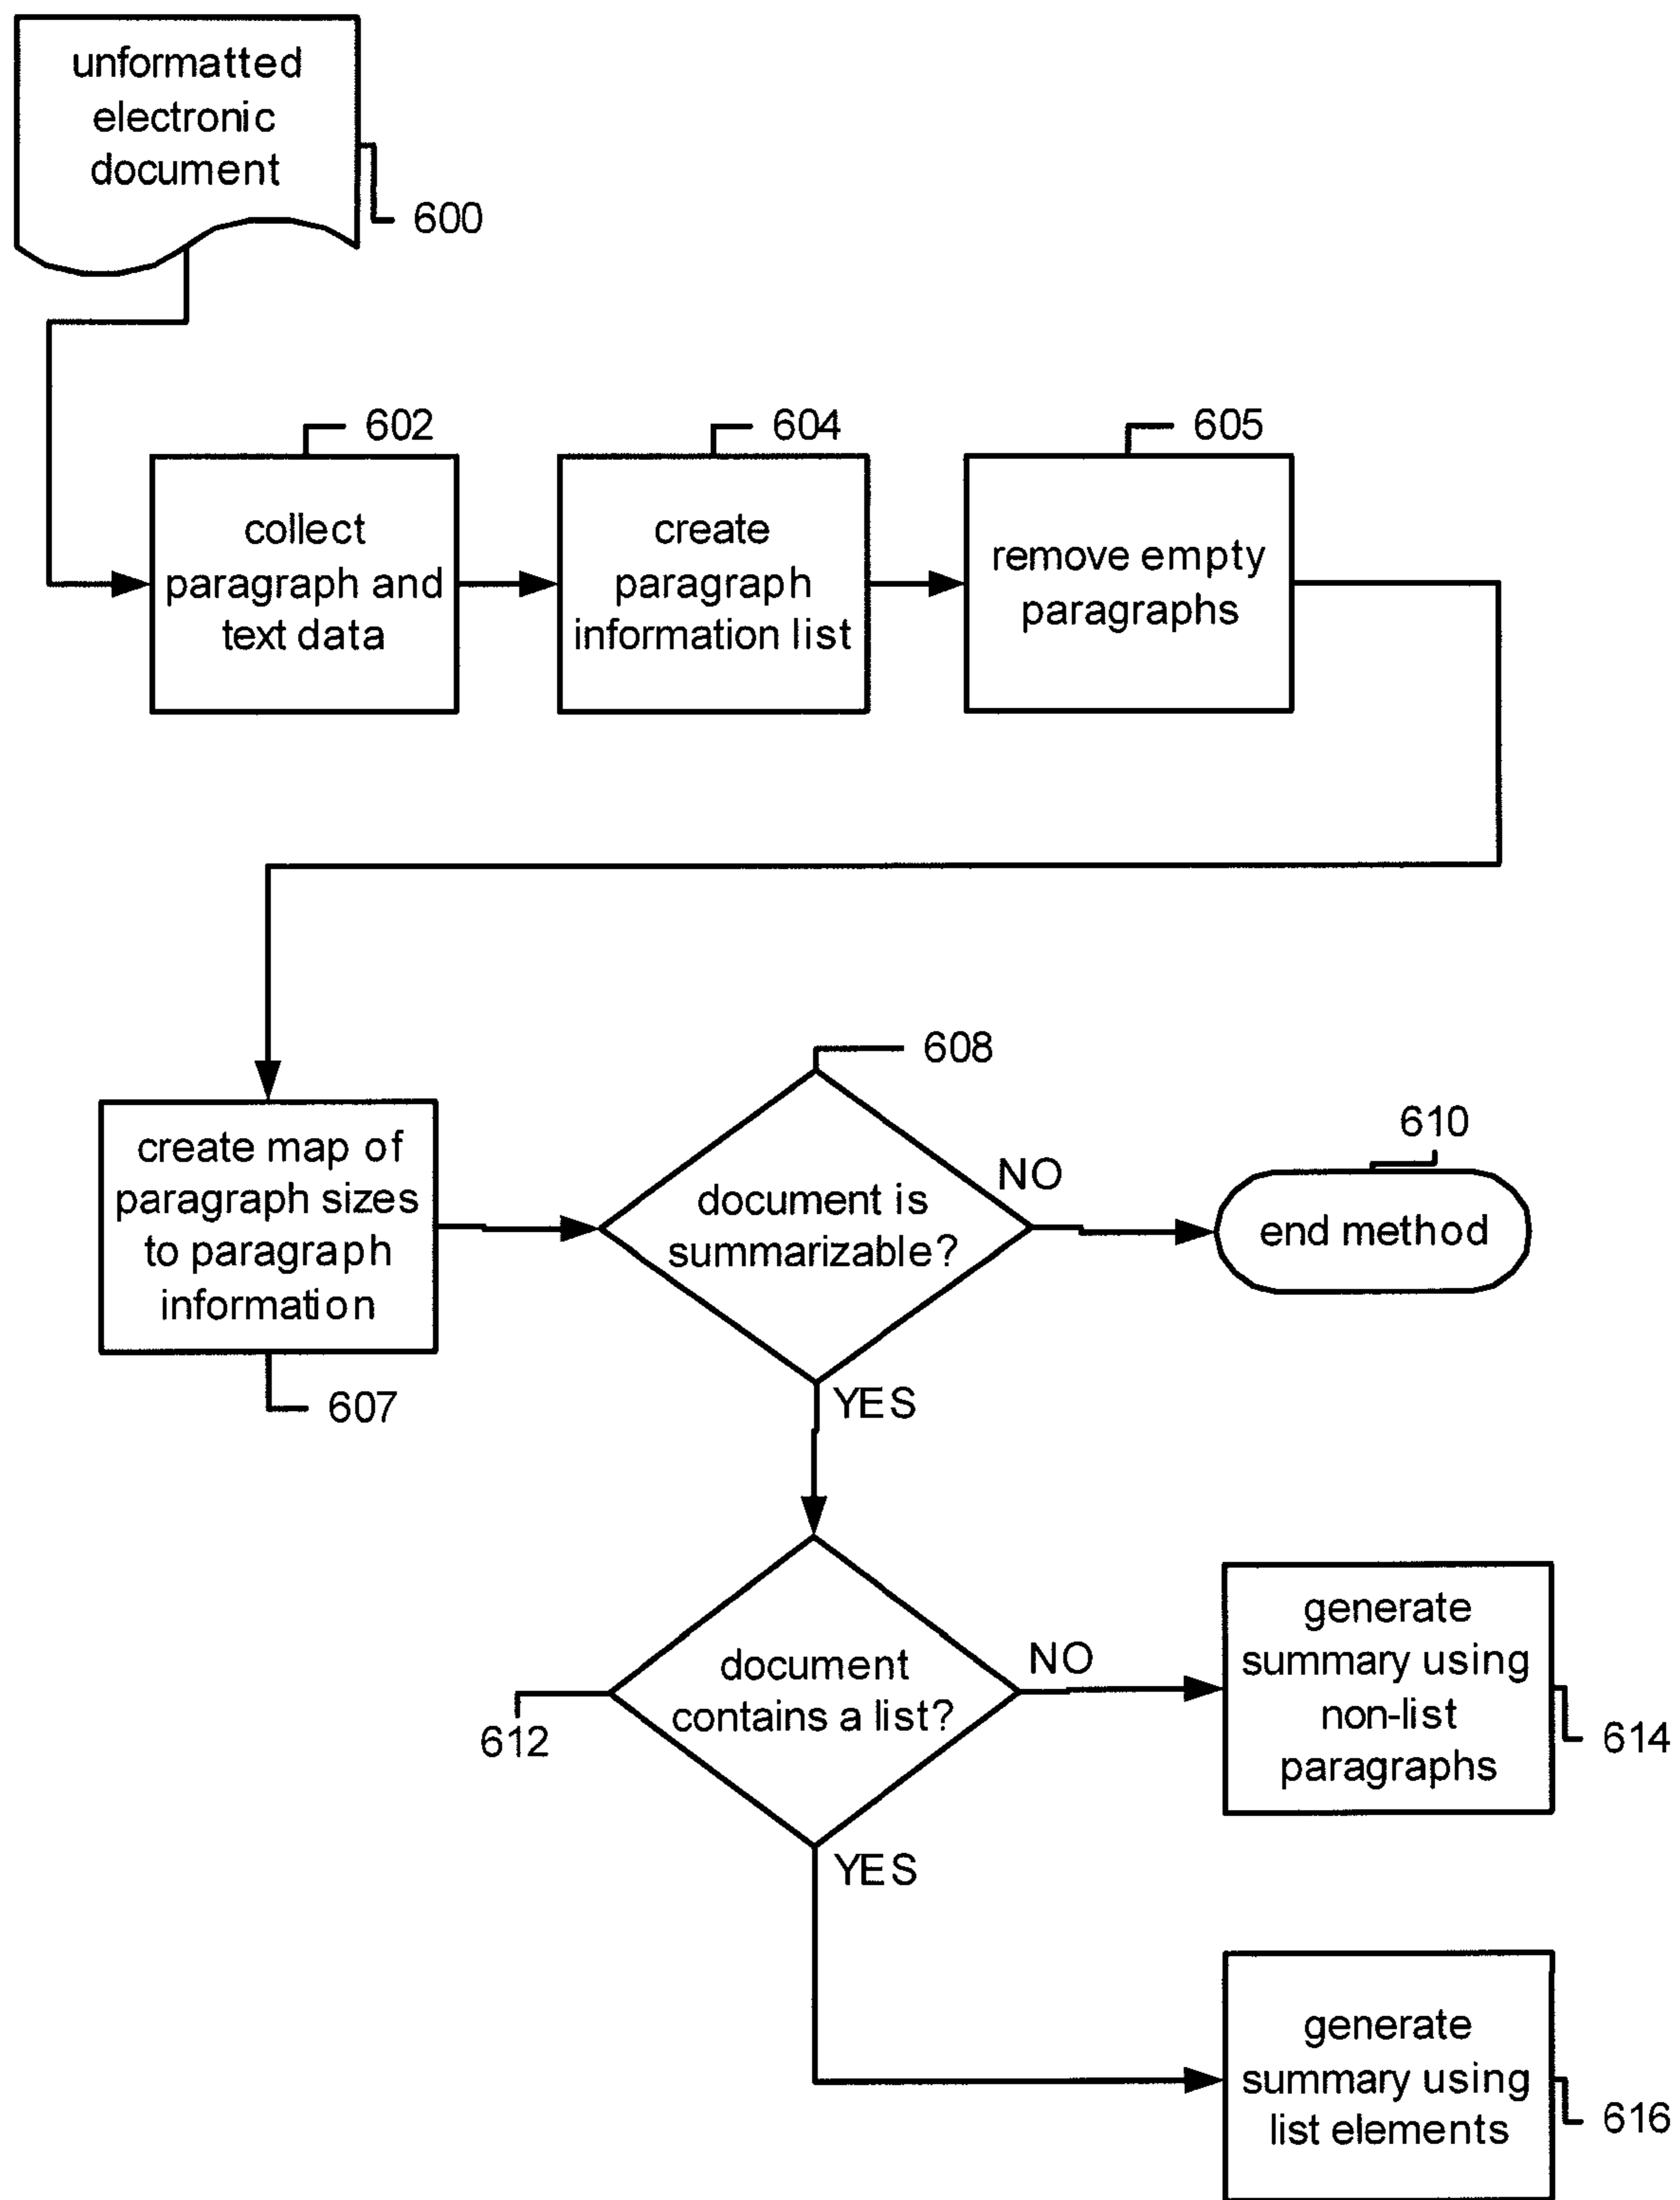 unformatted
electronic
document
600
602
604
605
collect
paragraph and
text data
create
paragraph
information list
remove empty
paragraphs
608
610
create map of
paragraph sizes
to paragraph
information
document is
summarizable?
NO
end method
607
YES
document
contains a list?
NO
612
generate
summary using
non-list
paragraphs
614
YES
generate
summary using
list elements
616